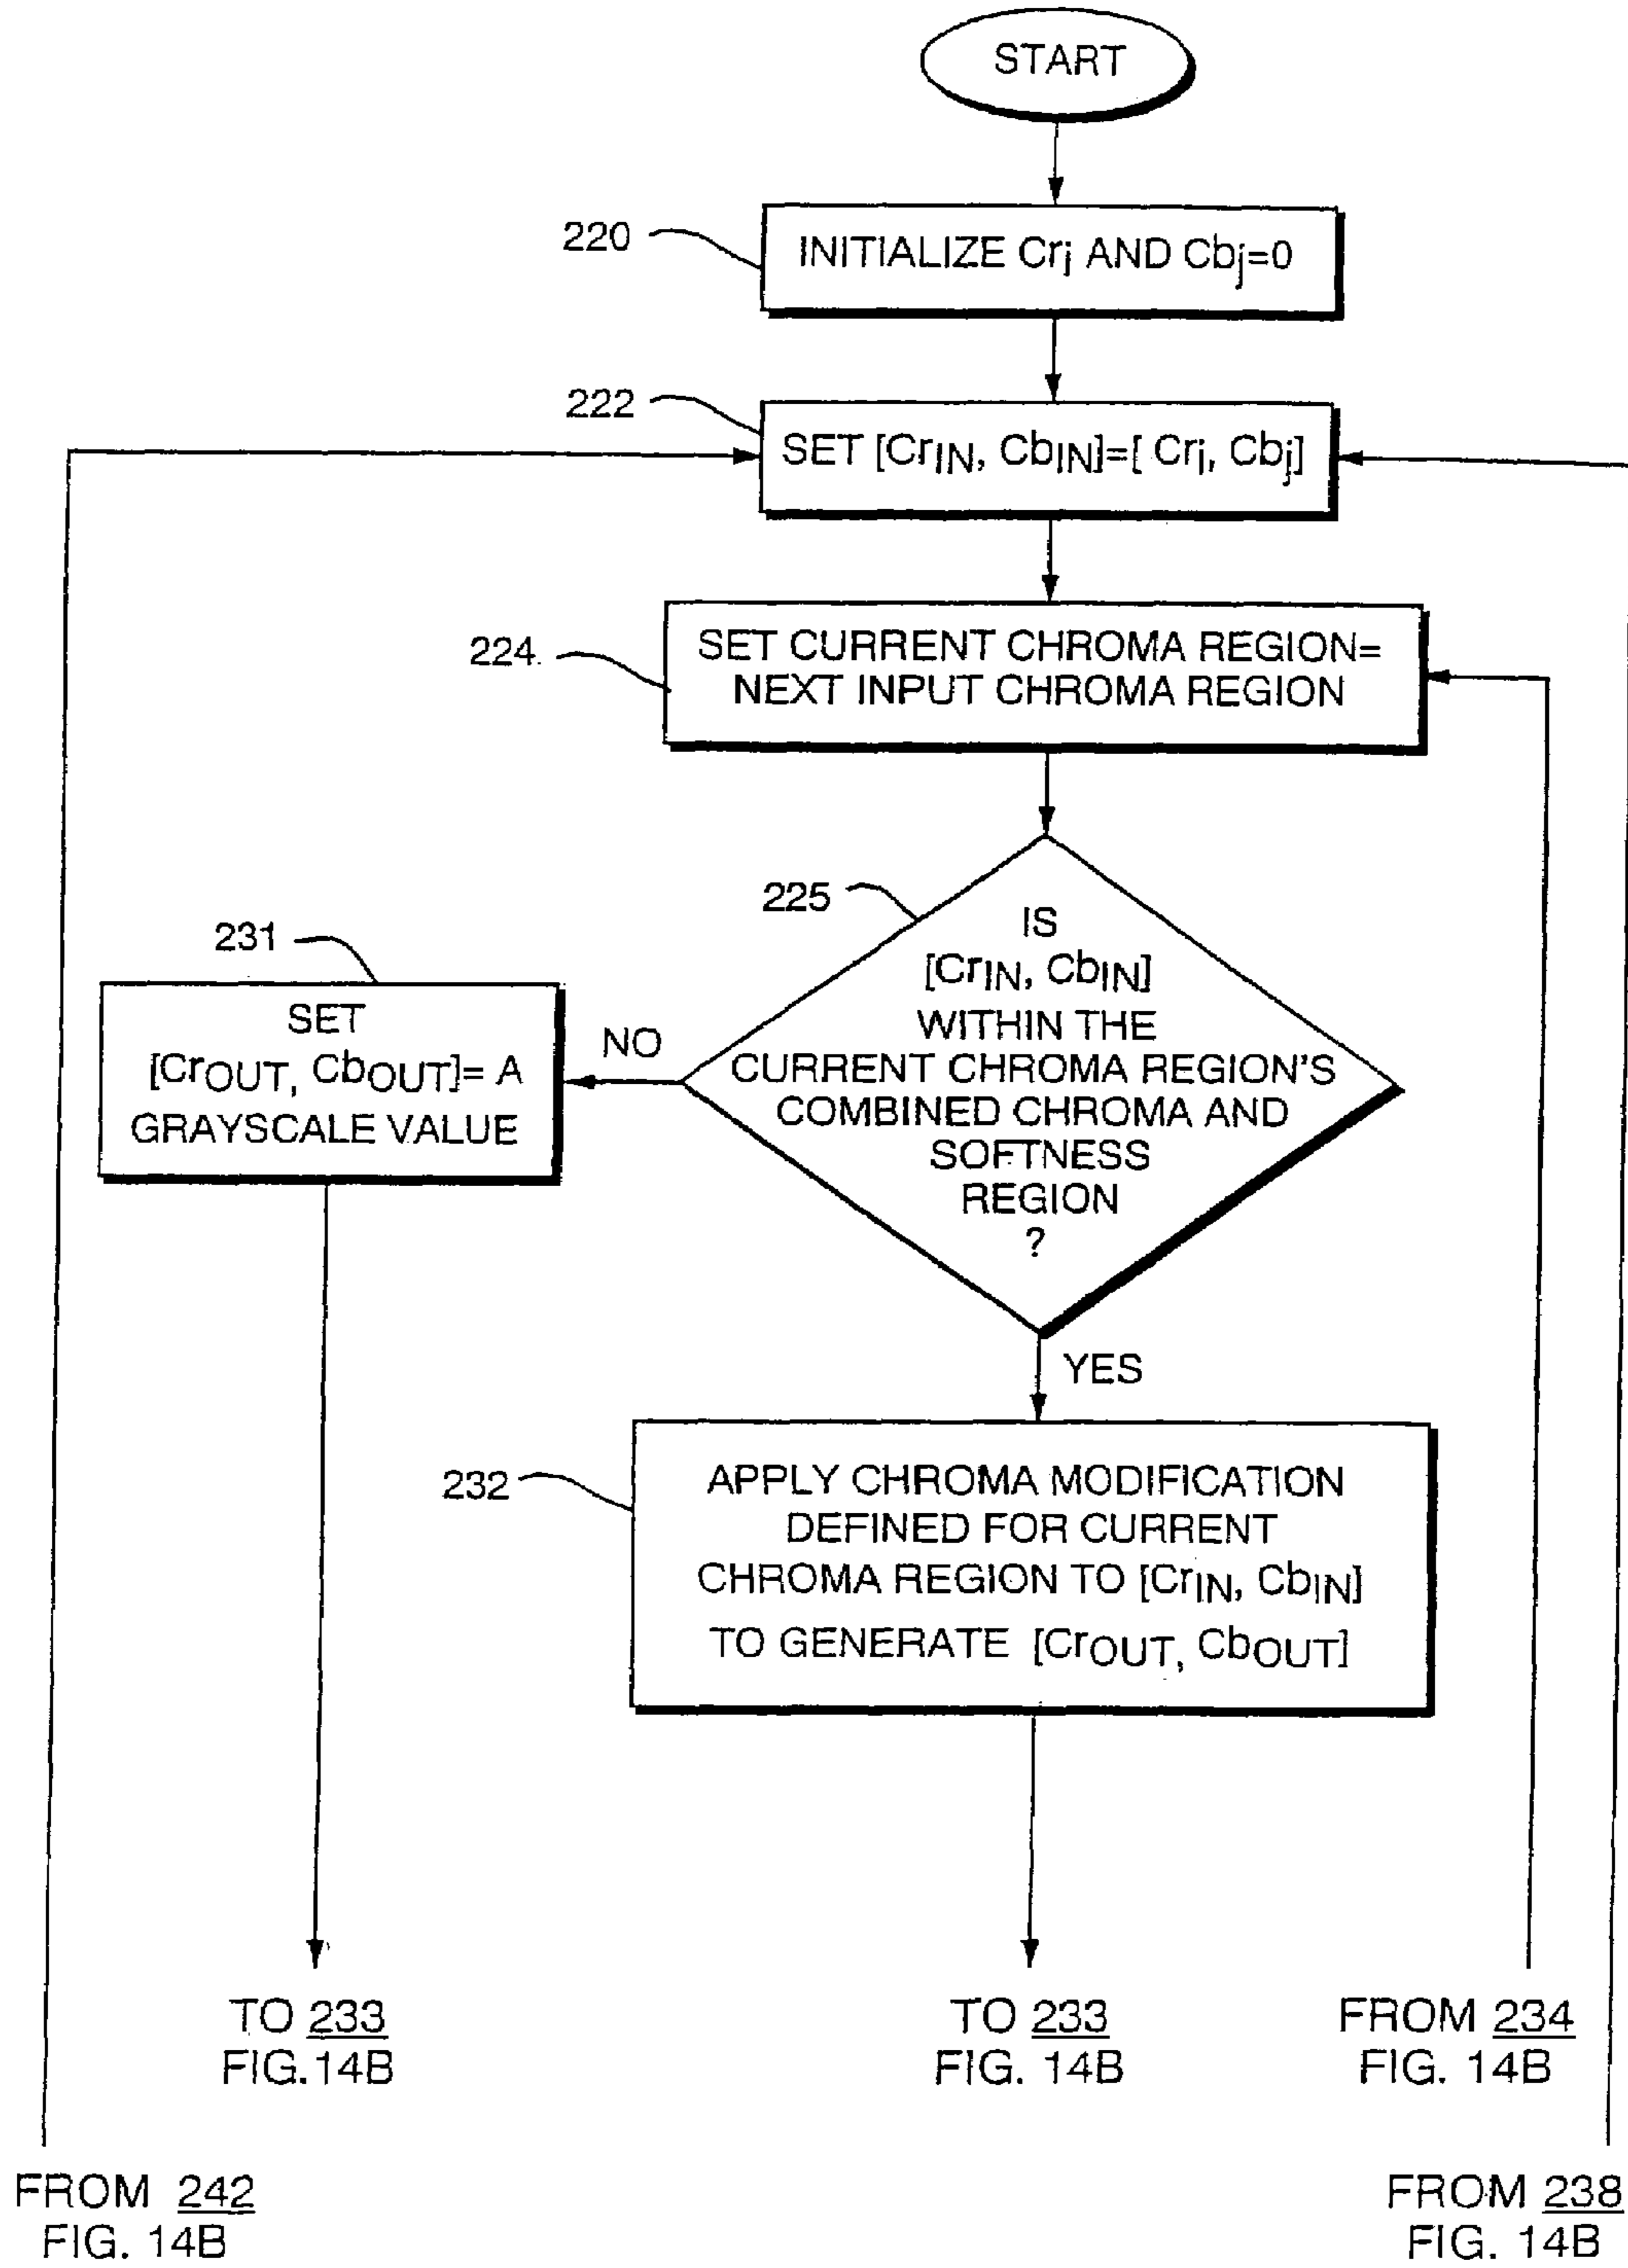 START
220
INITIALIZE Crj AND Cbj=0
222
SET [CrIN, CbIN]=[ Crj, Cbj]
224.
SET CURRENT CHROMA REGION=
NEXT INPUT CHROMA REGION
225
IS
[CrIN, CbIN]
WITHIN THE
CURRENT CHROMA REGION'S
COMBINED CHROMA AND
SOFTNESS
REGION
?
NO
231
SET
[CrOUT, CbOUT]= A
GRAYSCALE VALUE
YES
232
APPLY CHROMA MODIFICATION
DEFINED FOR CURRENT
CHROMA REGION TO [CrIN, CbIN]
TO GENERATE [CrOUT, CbOUT]
TO 233
FIG.14B
TO 233
FIG. 14B
FROM 234
FIG. 14B
FROM 242
FIG. 14B
FROM 238
FIG. 14B